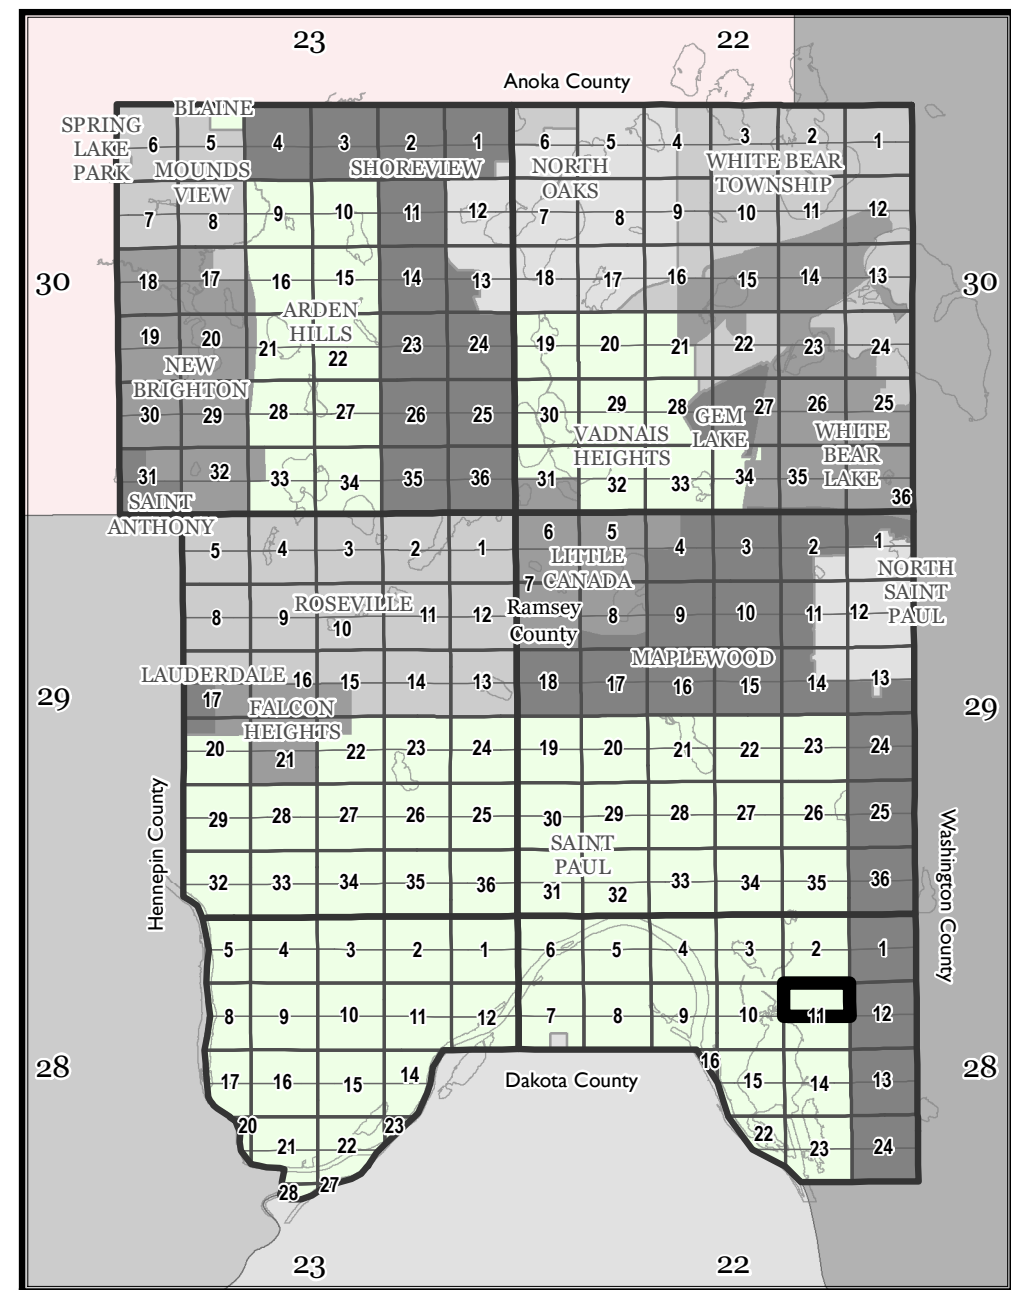 23 22
Anoka County
BLAINE
SPRING
LAKE
PARK
6 5 4 3 2 1 6 5 4 3 2 1
MOUNDS
VIEW
SHOREVIEW
NORTH
OAKS
WHITE BEAR
TOWNSHIP
7 8 9 10 11 12 7 8 9 10 11 12
30 18 17 16 15 14 13 18 17 16 15 14 13 30
ARDEN
HILLS
19 20 21 22 23 24 19 20 21 22 23 24
NEW
BRIGHTON
30 29 28 27 26 25 30 29 28 27 26 25
GEM
LAKE
VADNAIS
HEIGHTS
WHITE
BEAR
LAKE
31 32 33 34 35 36 31 32 33 34 35 36
SAINT
ANTHONY
5 4 3 2 1 6 5 4 3 2 1
LITTLE
CANADA
NORTH
SAINT
PAUL
8 9 10 11 12 7 8 9 10 11 12
ROSEVILLE
Ramsey
County
MAPLEWOOD
LAUDERDALE
29 17 16 15 14 13 18 17 16 15 14 13 29
FALCON
HEIGHTS
20 21 22 23 24 19 20 21 22 23 24
29 28 27 26 25 30 29 28 27 26 25
Hennepin County
Washington County
SAINT
PAUL
32 33 34 35 36 31 32 33 34 35 36
5 4 3 2 1 6 5 4 3 2 1
8 9 10 11 12 7 8 9 10 11 12
28 17 16 15 14 16 15 14 13 28
Dakota County
20 21 22 23 22 23 24
28 27
23 22